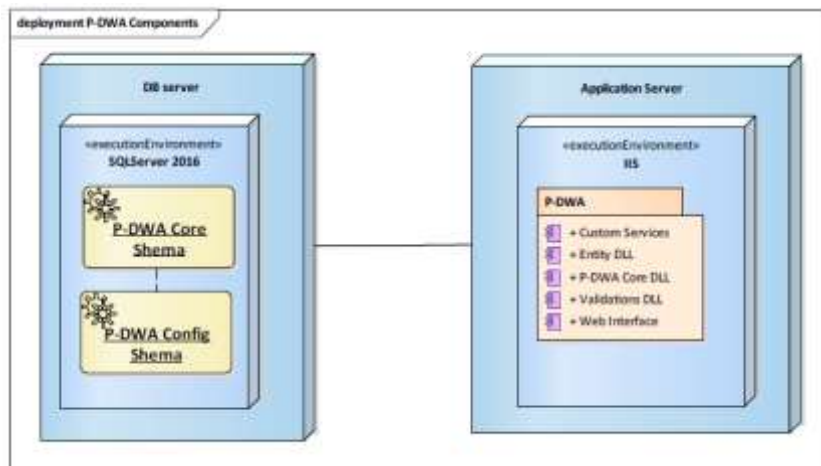 deployment P-DWA Components
DB server
«executionEnvironment»
SQLServer 2016
P-DWA Core
Shema
P-DWA Config
Shema
Application Server
«executionEnvironment»
IIS
P-DWA
+ Custom Services
+ Entity DLL
+ P-DWA Core DLL
+ Validations DLL
+ Web Interface